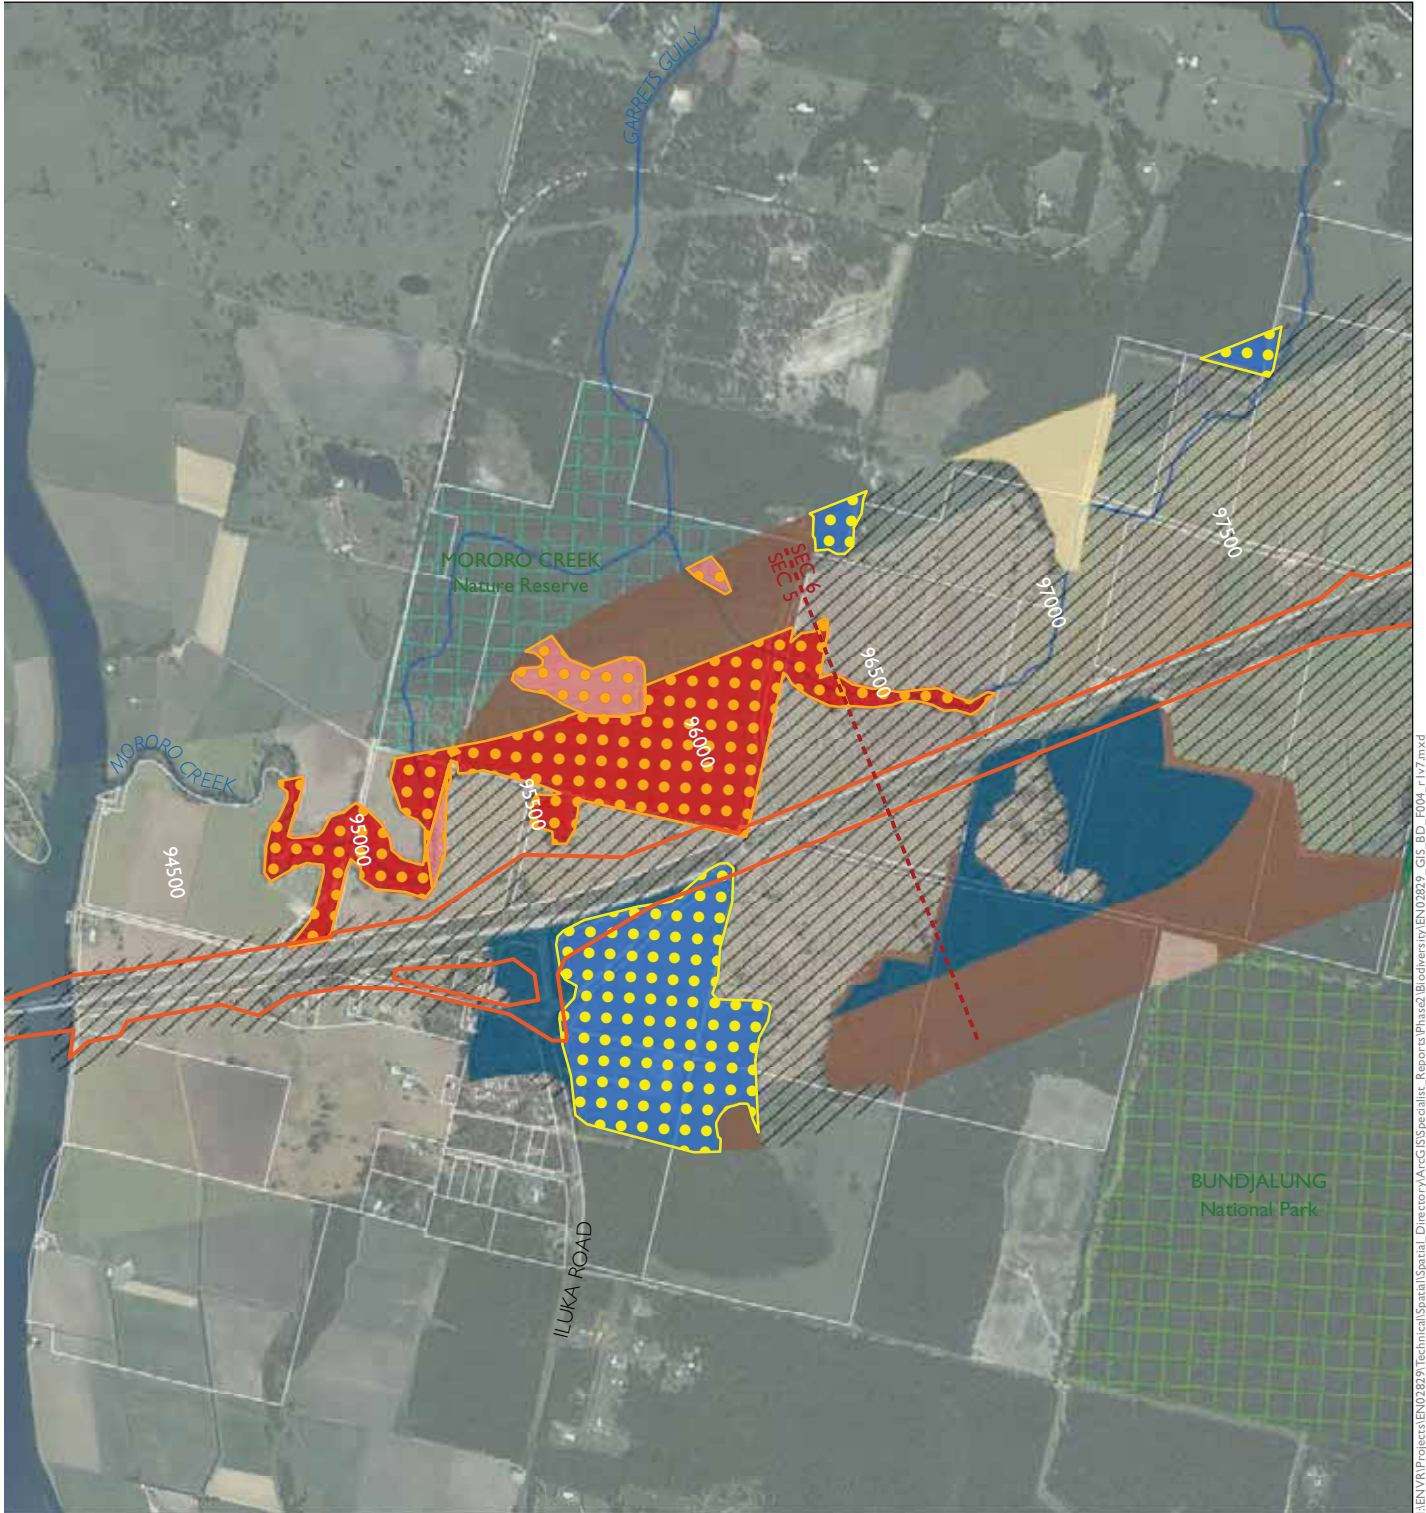 GARRETS GULLY
MORORO CREEK
Nature Reserve
SEC 6
SEC 5
97500
97000
96500
96000
95500
95000
94500
MORORO CREEK
BUNDJALUNG
National Park
ILUKA ROAD
:\ENVR\Projects\EN02829\Technical\Spatial\Spatial_Directory\ArcGIS\Specialist_Reports\Phase2\Biodiversity\EN02829_GIS_BD_F004_r1v7.mxd